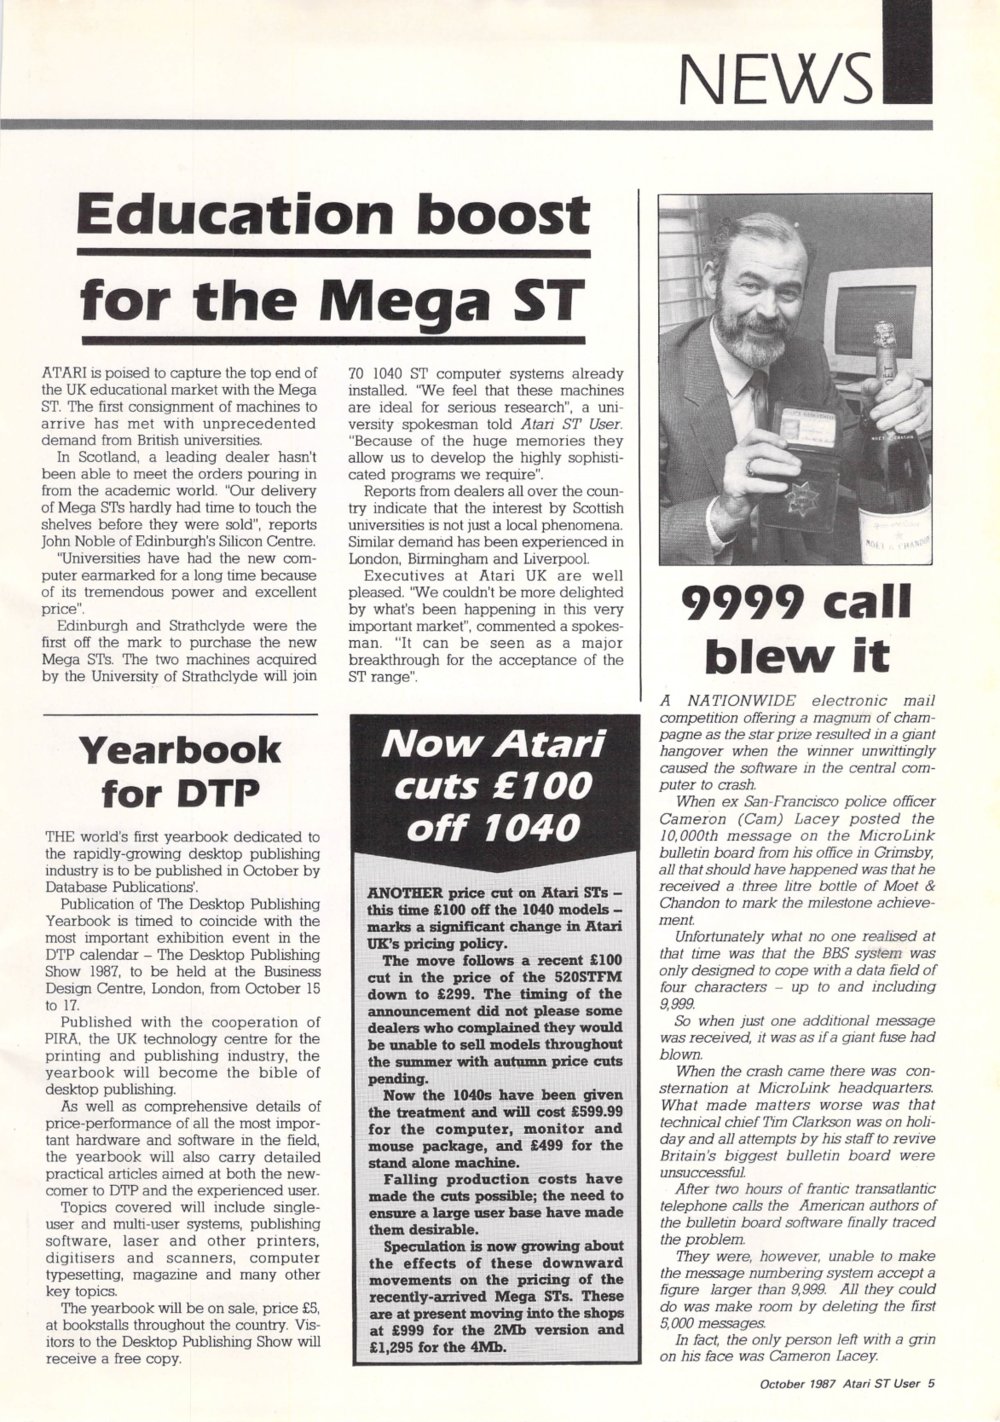 NEWS
Education boost
for the Mega ST
ATARI is poised to capture the top end of
the UK educational market with the Mega
ST. The first consignment of machines to
arrive has met with unprecedented
demand from British universities.
In Scotland, a leading dealer hasn't
been able to meet the orders pouring in
from the academic world. "Our delivery
of Mega STs hardly had time to touch the
shelves before they were sold", reports
John Noble of Edinburgh's Silicon Centre.
"Universities have had the new com-
puter earmarked for a long time because
of its tremendous power and excellent
price".
Edinburgh and Strathclyde were the
first off the mark to purchase the new
Mega STs. The two machines acquired
by the University of Strathclyde will join
70 1040 ST computer systems already
installed. "We feel that these machines
are ideal for serious research", a uni-
versity spokesman told Atari ST User.
"Because of the huge memories they
allow us to develop the highly sophisti-
cated programs we require".
Reports from dealers all over the coun-
try indicate that the interest by Scottish
universities is not just a local phenomena.
Similar demand has been experienced in
London, Birmingham and Liverpool.
Executives at Atari UK are well
pleased. "We couldn't be more delighted
by what's been happening in this very
important market", commented a spokes-
man. "It can be seen as a major
breakthrough for the acceptance of the
ST range".
Yearbook
for DTP
THE world's first yearbook dedicated to
the rapidly-growing desktop publishing
industry is to be published in October by
Database Publications'.
Publication of The Desktop Publishing
Yearbook is timed to coincide with the
most important exhibition event in the
DTP calendar – The Desktop Publishing
Show 1987, to be held at the Business
Design Centre, London, from October 15
to 17.
Published with the cooperation of
PIRA, the UK technology centre for the
printing and publishing industry, the
yearbook will become the bible of
desktop publishing.
As well as comprehensive details of
price-performance of all the most impor-
tant hardware and software in the field,
the yearbook will also carry detailed
practical articles aimed at both the new-
comer to DTP and the experienced user.
Topics covered will include single-
user and multi-user systems, publishing
software, laser and other printers,
digitisers and scanners, computer
typesetting, magazine and many other
key topics.
The yearbook will be on sale, price £5,
at bookstalls throughout the country. Vis-
itors to the Desktop Publishing Show will
receive a free copy.
Now Atari
cuts £100
off 1040
ANOTHER price cut on Atari STs –
this time £100 off the 1040 models –
marks a significant change in Atari
UK's pricing policy.
The move follows a recent £100
cut in the price of the 520STFM
down to £299. The timing of the
announcement did not please some
dealers who complained they would
be unable to sell models throughout
the summer with autumn price cuts
pending.
Now the 1040s have been given
the treatment and will cost £599.99
for the computer, monitor and
mouse package, and £499 for the
stand alone machine.
Falling production costs have
made the cuts possible; the need to
ensure a large user base have made
them desirable.
Speculation is now growing about
the effects of these downward
movements on the pricing of the
recently-arrived Mega STs. These
are at present moving into the shops
at £999 for the 2Mb version and
£1,295 for the 4Mb.
MOET & CHANDON
9999 call
blew it
A NATIONWIDE electronic mail
competition offering a magnum of cham-
pagne as the star prize resulted in a giant
hangover when the winner unwittingly
caused the software in the central com-
puter to crash.
When ex San-Francisco police officer
Cameron (Cam) Lacey posted the
10,000th message on the MicroLink
bulletin board from his office in Grimsby,
all that should have happened was that he
received a three litre bottle of Moet &
Chandon to mark the milestone achieve-
ment.
Unfortunately what no one realised at
that time was that the BBS system was
only designed to cope with a data field of
four characters – up to and including
9,999.
So when just one additional message
was received, it was as if a giant fuse had
blown.
When the crash came there was con-
sternation at MicroLink headquarters.
What made matters worse was that
technical chief Tim Clarkson was on holi-
day and all attempts by his staff to revive
Britain's biggest bulletin board were
unsuccessful.
After two hours of frantic transatlantic
telephone calls the American authors of
the bulletin board software finally traced
the problem.
They were, however, unable to make
the message numbering system accept a
figure larger than 9,999. All they could
do was make room by deleting the first
5,000 messages.
In fact, the only person left with a grin
on his face was Cameron Lacey.
October 1987 Atari ST User 5